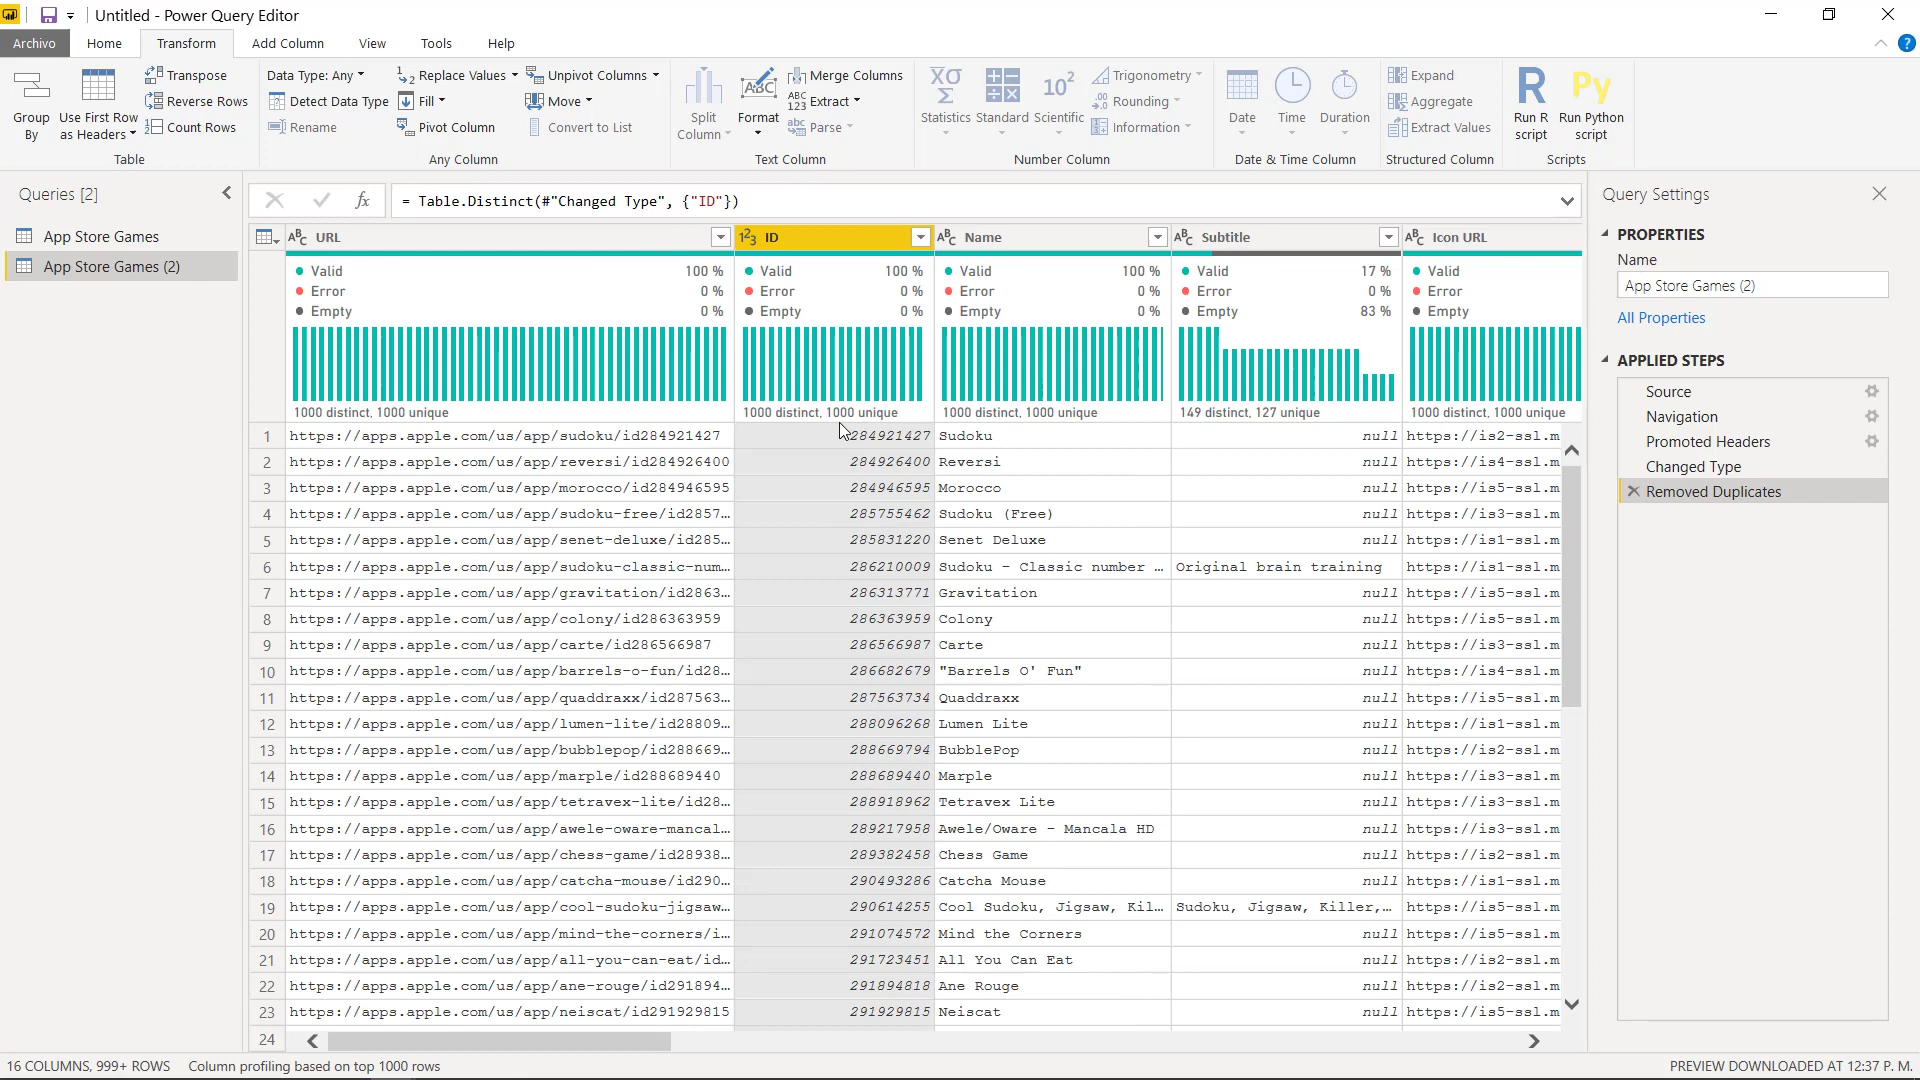 Untitled - Power Query Editor
Archivo Home Transform Add Column View Tools Help
Group By
Use First Row as Headers
Transpose
Reverse Rows
Count Rows
Table
Data Type: Any
Detect Data Type
Rename
Replace Values
Fill
Pivot Column
Unpivot Columns
Move
Convert to List
Any Column
Split Column
Format
Merge Columns
Extract
Parse
Text Column
Statistics
Standard
Scientific
Trigonometry
Rounding
Information
Number Column
Date
Time
Duration
Date & Time Column
Expand
Aggregate
Extract Values
Structured Column
Run R script
Run Python script
Scripts
Queries [2]
App Store Games
App Store Games (2)
fx = Table.Distinct(#"Changed Type", {"ID"})
URL ID Name Subtitle Icon URL
Valid 100 % Valid 100 % Valid 100 % Valid 17 % Valid
Error 0 % Error 0 % Error 0 % Error 0 % Error
Empty 0 % Empty 0 % Empty 0 % Empty 83 % Empty
1000 distinct, 1000 unique 1000 distinct, 1000 unique 1000 distinct, 1000 unique 149 distinct, 127 unique 1000 distinct, 1000 unique
1 https://apps.apple.com/us/app/sudoku/id284921427 284921427 Sudoku null https://is2-ssl.m
2 https://apps.apple.com/us/app/reversi/id284926400 284926400 Reversi null https://is4-ssl.m
3 https://apps.apple.com/us/app/morocco/id284946595 284946595 Morocco null https://is5-ssl.m
4 https://apps.apple.com/us/app/sudoku-free/id2857… 285755462 Sudoku (Free) null https://is3-ssl.m
5 https://apps.apple.com/us/app/senet-deluxe/id285… 285831220 Senet Deluxe null https://is1-ssl.m
6 https://apps.apple.com/us/app/sudoku-classic-num… 286210009 Sudoku - Classic number … Original brain training https://is1-ssl.m
7 https://apps.apple.com/us/app/gravitation/id2863… 286313771 Gravitation null https://is5-ssl.m
8 https://apps.apple.com/us/app/colony/id286363959 286363959 Colony null https://is5-ssl.m
9 https://apps.apple.com/us/app/carte/id286566987 286566987 Carte null https://is3-ssl.m
10 https://apps.apple.com/us/app/barrels-o-fun/id28… 286682679 "Barrels O' Fun" null https://is4-ssl.m
11 https://apps.apple.com/us/app/quaddraxx/id287563… 287563734 Quaddraxx null https://is5-ssl.m
12 https://apps.apple.com/us/app/lumen-lite/id28809… 288096268 Lumen Lite null https://is1-ssl.m
13 https://apps.apple.com/us/app/bubblepop/id288669… 288669794 BubblePop null https://is2-ssl.m
14 https://apps.apple.com/us/app/marple/id288689440 288689440 Marple null https://is3-ssl.m
15 https://apps.apple.com/us/app/tetravex-lite/id28… 288918962 Tetravex Lite null https://is3-ssl.m
16 https://apps.apple.com/us/app/awele-oware-mancal… 289217958 Awele/Oware - Mancala HD null https://is3-ssl.m
17 https://apps.apple.com/us/app/chess-game/id28938… 289382458 Chess Game null https://is2-ssl.m
18 https://apps.apple.com/us/app/catcha-mouse/id290… 290493286 Catcha Mouse null https://is1-ssl.m
19 https://apps.apple.com/us/app/cool-sudoku-jigsaw… 290614255 Cool Sudoku, Jigsaw, Kil… Sudoku, Jigsaw, Killer,… https://is5-ssl.m
20 https://apps.apple.com/us/app/mind-the-corners/i… 291074572 Mind the Corners null https://is5-ssl.m
21 https://apps.apple.com/us/app/all-you-can-eat/id… 291723451 All You Can Eat null https://is5-ssl.m
22 https://apps.apple.com/us/app/ane-rouge/id291894… 291894818 Ane Rouge null https://is5-ssl.m
23 https://apps.apple.com/us/app/neiscat/id291929815 291929815 Neiscat null https://is5-ssl.m
24
Query Settings
PROPERTIES
Name
App Store Games (2)
All Properties
APPLIED STEPS
Source
Navigation
Promoted Headers
Changed Type
Removed Duplicates
16 COLUMNS, 999+ ROWS Column profiling based on top 1000 rows PREVIEW DOWNLOADED AT 12:37 P. M.